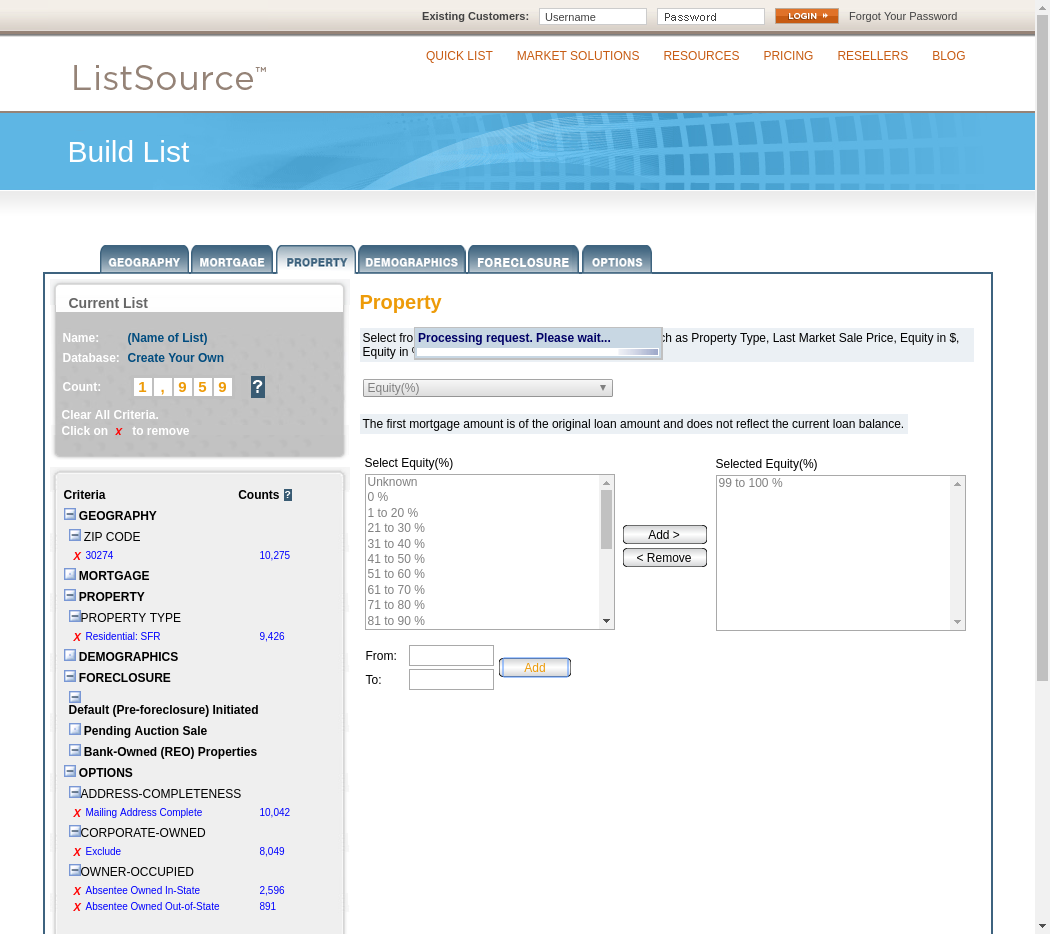 Existing Customers: Username Password LOGIN Forgot Your Password
QUICK LIST MARKET SOLUTIONS RESOURCES PRICING RESELLERS BLOG
ListSource™
Build List
GEOGRAPHY MORTGAGE PROPERTY DEMOGRAPHICS FORECLOSURE OPTIONS
Current List
Name: (Name of List)
Database: Create Your Own
Count: 1,959 ?
Clear All Criteria.
Click on X to remove
Criteria Counts ?
GEOGRAPHY
ZIP CODE
X 30274 10,275
MORTGAGE
PROPERTY
PROPERTY TYPE
X Residential: SFR 9,426
DEMOGRAPHICS
FORECLOSURE
Default (Pre-foreclosure) Initiated
Pending Auction Sale
Bank-Owned (REO) Properties
OPTIONS
ADDRESS-COMPLETENESS
X Mailing Address Complete 10,042
CORPORATE-OWNED
X Exclude 8,049
OWNER-OCCUPIED
X Absentee Owned In-State 2,596
X Absentee Owned Out-of-State 891
Property
Select as Property Type, Last Market Sale Price, Equity in $,
Processing request. Please wait...
Equity in
Equity(%)
The first mortgage amount is of the original loan amount and does not reflect the current loan balance.
Select Equity(%)
Unknown
0 %
1 to 20 %
21 to 30 %
31 to 40 %
41 to 50 %
51 to 60 %
61 to 70 %
71 to 80 %
81 to 90 %
Add >
< Remove
Selected Equity(%)
99 to 100 %
From:
To:
Add